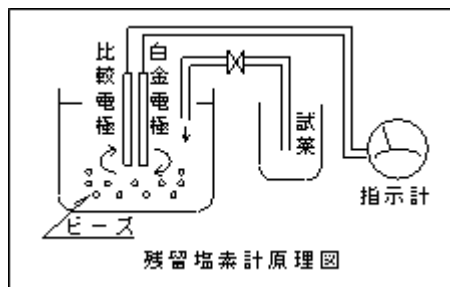 比較電極
白金電極
試薬
指示計
ビーズ
残留塩素計原理図